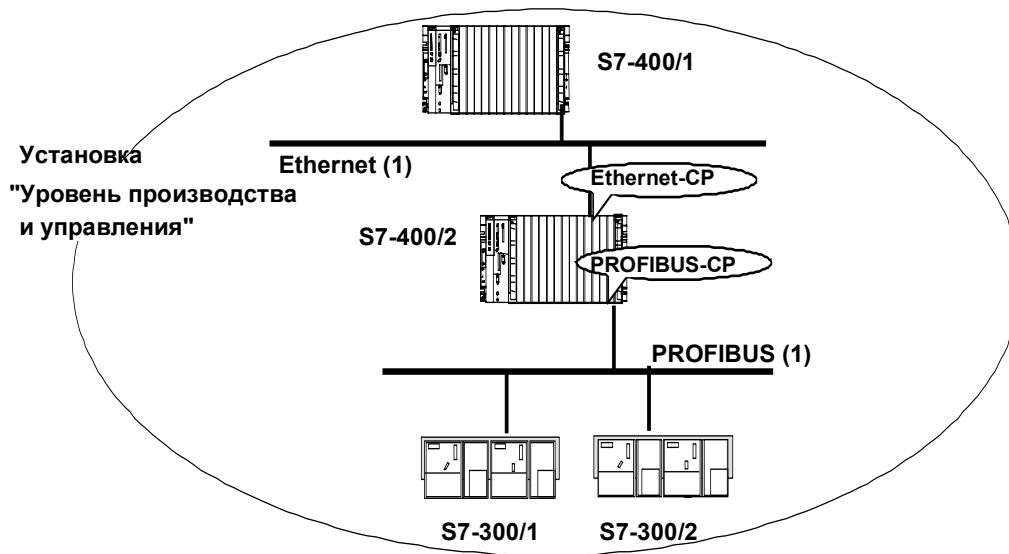 S7-400/1
Установка
"Уровень производства
и управления"
Ethernet (1)
Ethernet-CP
S7-400/2
PROFIBUS-CP
PROFIBUS (1)
S7-300/1
S7-300/2